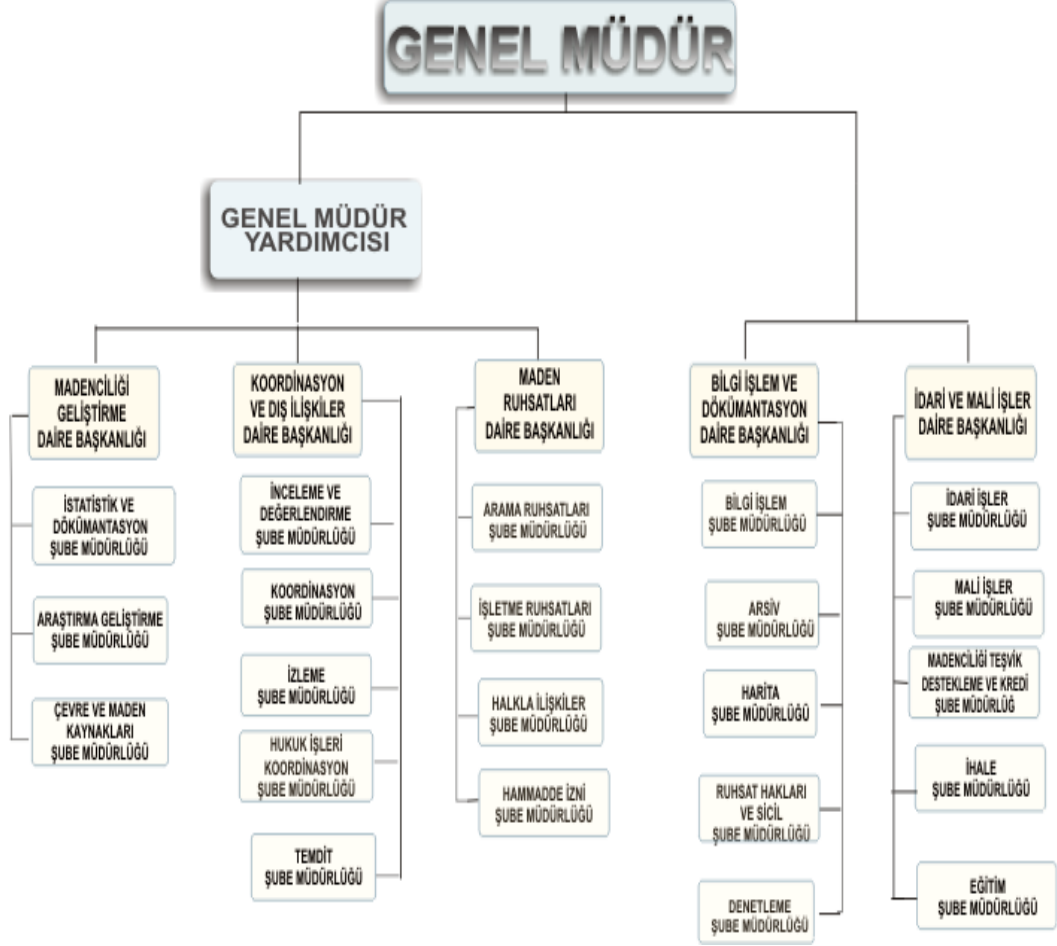 GENEL MÜDÜR
GENEL MÜDÜR
YARDIMCISI
MADENCİLİĞİ
GELİŞTİRME
DAİRE BAŞKANLIĞI
İSTATİSTİK VE
DÖKÜMANTASYON
ŞUBE MÜDÜRLÜĞÜ
ARAŞTIRMA GELİŞTİRME
ŞUBE MÜDÜRLÜĞÜ
ÇEVRE VE MADEN
KAYNAKLARI
ŞUBE MÜDÜRLÜĞÜ
KOORDİNASYON
VE DIŞ İLİŞKİLER
DAİRE BAŞKANLIĞI
İNCELEME VE
DEĞERLENDİRME
ŞUBE MÜDÜRLÜĞÜ
KOORDİNASYON
ŞUBE MÜDÜRLÜĞÜ
İZLEME
ŞUBE MÜDÜRLÜĞÜ
HUKUK İŞLERİ
KOORDİNASYON
ŞUBE MÜDÜRLÜĞÜ
TEMDİT
ŞUBE MÜDÜRLÜĞÜ
MADEN
RUHSATLARI
DAİRE BAŞKANLIĞI
ARAMA RUHSATLARI
ŞUBE MÜDÜRLÜĞÜ
İŞLETME RUHSATLARI
ŞUBE MÜDÜRLÜĞÜ
HALKLA İLİŞKİLER
ŞUBE MÜDÜRLÜĞÜ
HAMMADDE İZNİ
ŞUBE MÜDÜRLÜĞÜ
BİLGİ İŞLEM VE
DÖKÜMANTASYON
DAİRE BAŞKANLIĞI
BİLGİ İŞLEM
ŞUBE MÜDÜRLÜĞÜ
ARSİV
ŞUBE MÜDÜRLÜĞÜ
HARİTA
ŞUBE MÜDÜRLÜĞÜ
RUHSAT HAKLARI
VE SİCİL
ŞUBE MÜDÜRLÜĞÜ
DENETLEME
ŞUBE MÜDÜRLÜĞÜ
İDARİ VE MALİ İŞLER
DAİRE BAŞKANLIĞI
İDARİ İŞLER
ŞUBE MÜDÜRLÜĞÜ
MALİ İŞLER
ŞUBE MÜDÜRLÜĞÜ
MADENCİLİĞİ TEŞVİK
DESTEKLEME VE KREDİ
ŞUBE MÜDÜRLÜĞ
İHALE
ŞUBE MÜDÜRLÜĞÜ
EĞİTİM
ŞUBE MÜDÜRLÜĞÜ